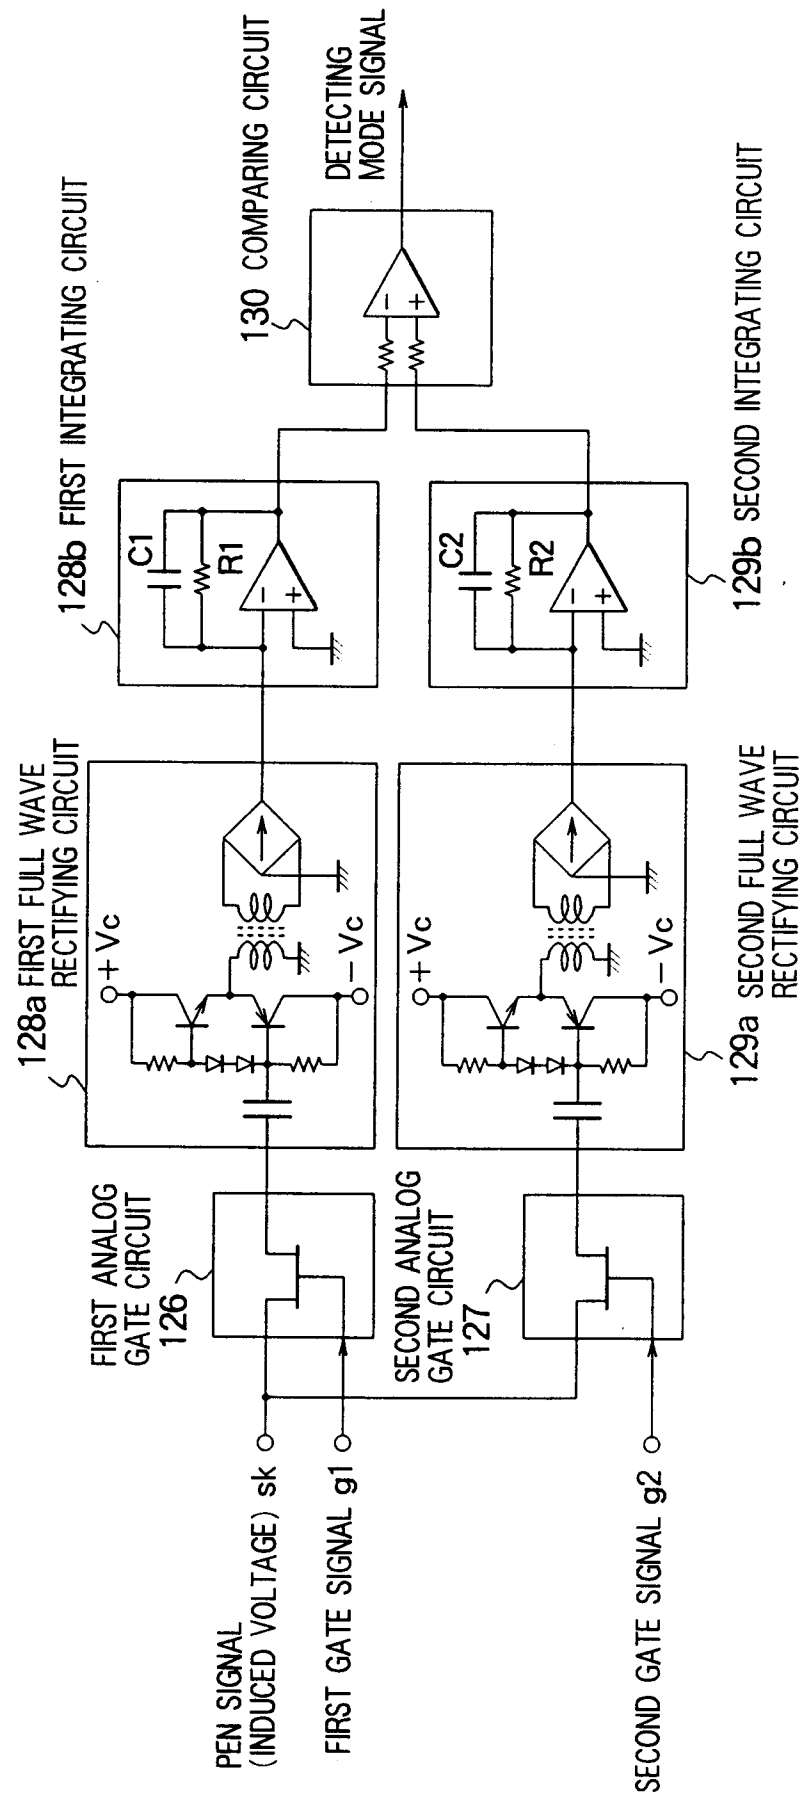 PEN SIGNAL
(INDUCED VOLTAGE) sk
FIRST GATE SIGNAL g1
SECOND GATE SIGNAL g2
FIRST ANALOG
GATE CIRCUIT
126
SECOND ANALOG
GATE CIRCUIT
127
128a FIRST FULL WAVE
RECTIFYING CIRCUIT
+Vc
−Vc
129a SECOND FULL WAVE
RECTIFYING CIRCUIT
+Vc
−Vc
128b FIRST INTEGRATING CIRCUIT
C1
R1
−
+
129b SECOND INTEGRATING CIRCUIT
C2
R2
−
+
130 COMPARING CIRCUIT
−
+
DETECTING
MODE SIGNAL